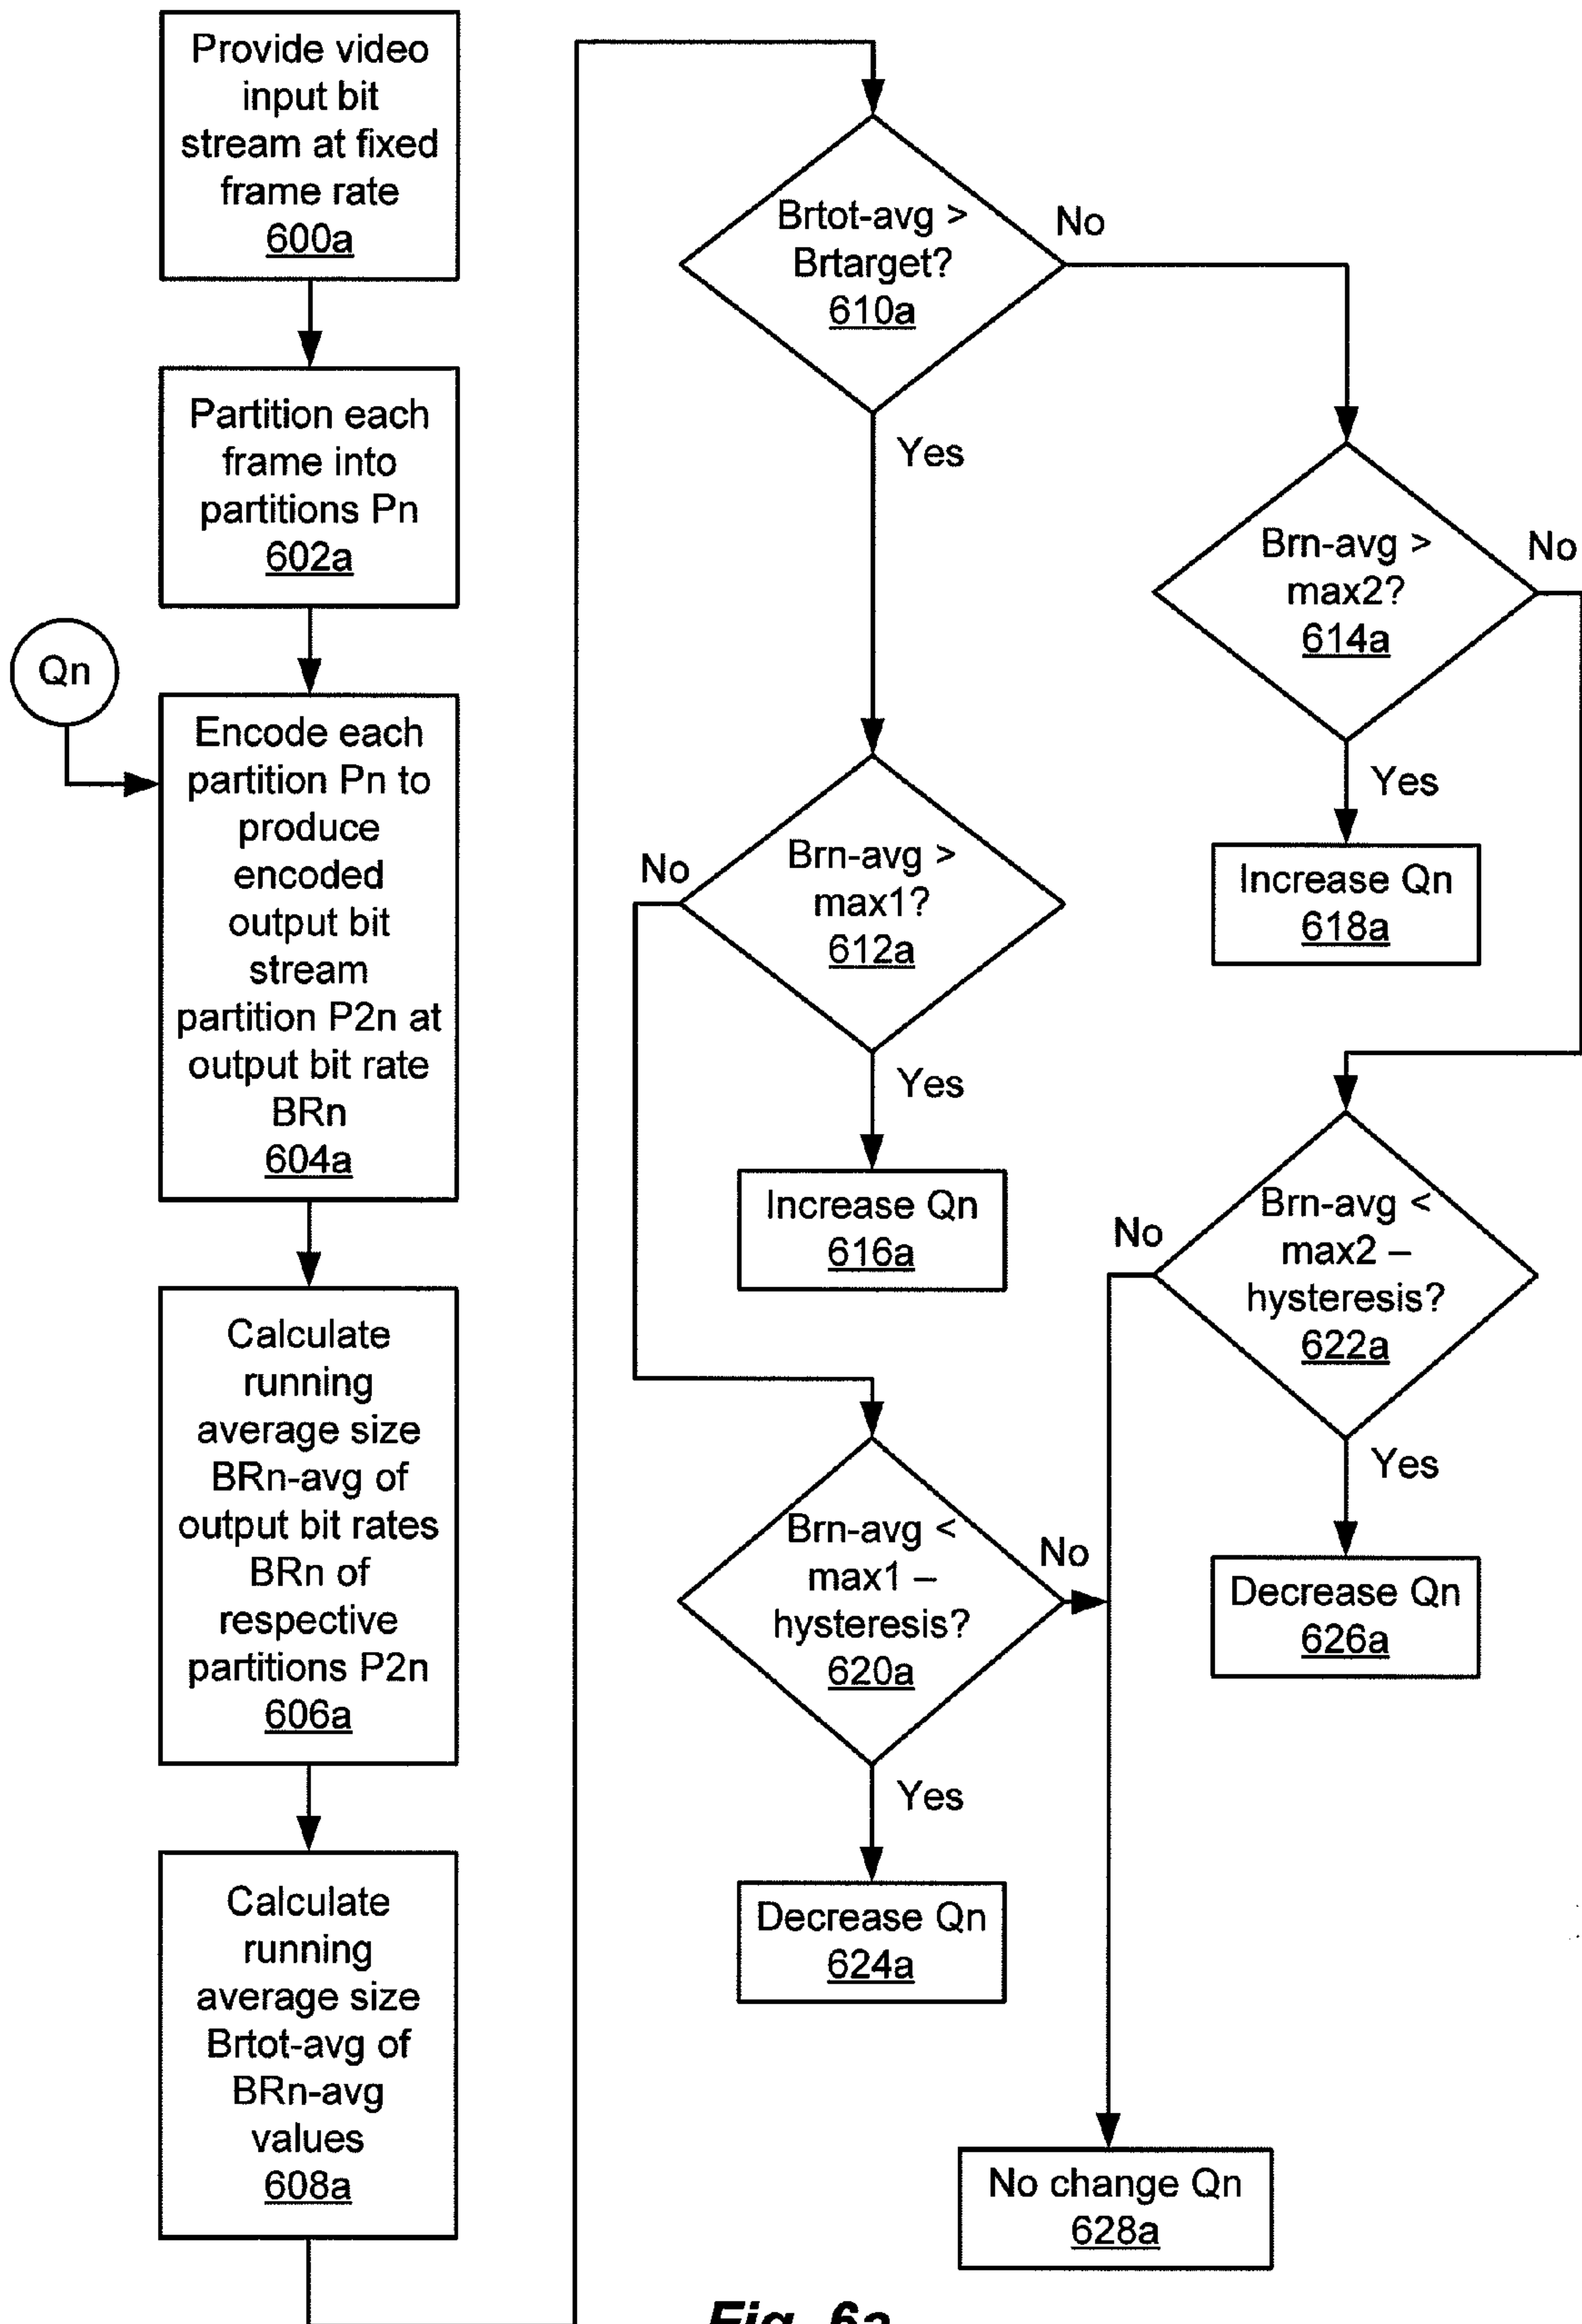 Provide video
input bit
stream at fixed
frame rate
600a
Partition each
frame into
partitions Pn
602a
Qn
Encode each
partition Pn to
produce
encoded
output bit
stream
partition P2n at
output bit rate
BRn
604a
Calculate
running
average size
BRn-avg of
output bit rates
BRn of
respective
partitions P2n
606a
Calculate
running
average size
Brtot-avg of
BRn-avg
values
608a
Brtot-avg >
Brtarget?
610a
No
Yes
Brn-avg >
max2?
614a
No
Yes
Increase Qn
618a
Brn-avg >
max1?
612a
No
Yes
Increase Qn
616a
Brn-avg <
max2 –
hysteresis?
622a
No
Yes
Decrease Qn
626a
Brn-avg <
max1 –
hysteresis?
620a
No
Yes
Decrease Qn
624a
No change Qn
628a
Fig. 6a